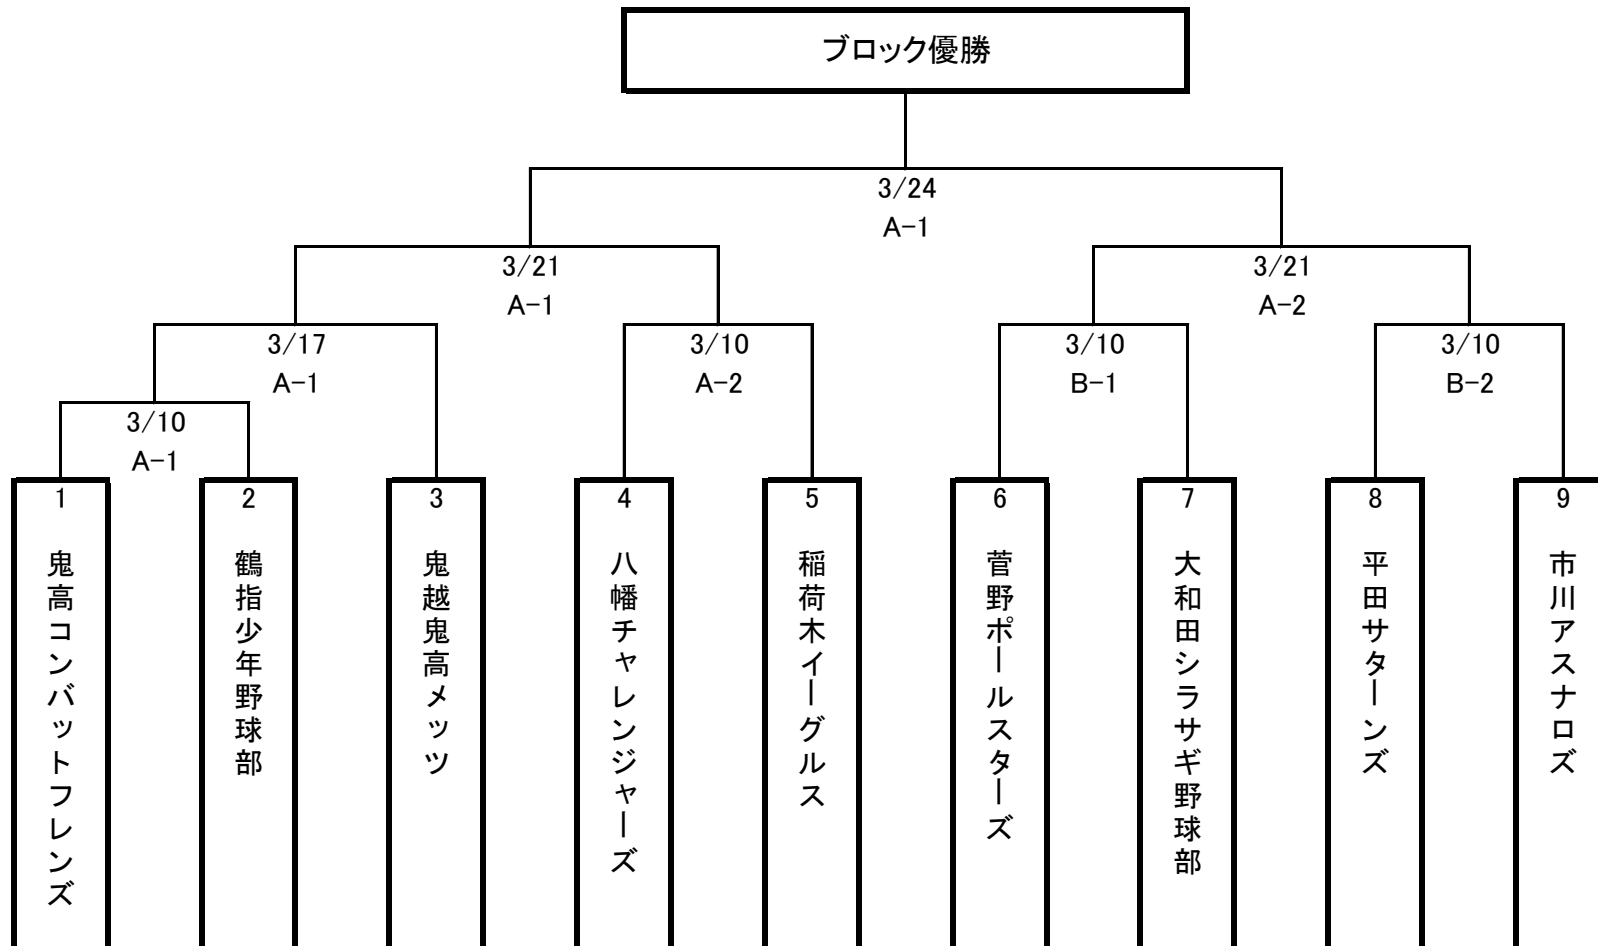 ブロック優勝
3/24
A-1
3/21
A-1
3/21
A-2
3/17
A-1
3/10
A-2
3/10
B-1
3/10
B-2
3/10
A-1
1
鬼高コンバットフレンズ
2
鶴指少年野球部
3
鬼越鬼高メッツ
4
八幡チャレンジャーズ
5
稲荷木イーグルス
6
菅野ポールスターズ
7
大和田シラサギ野球部
8
平田サターンズ
9
市川アスナロズ